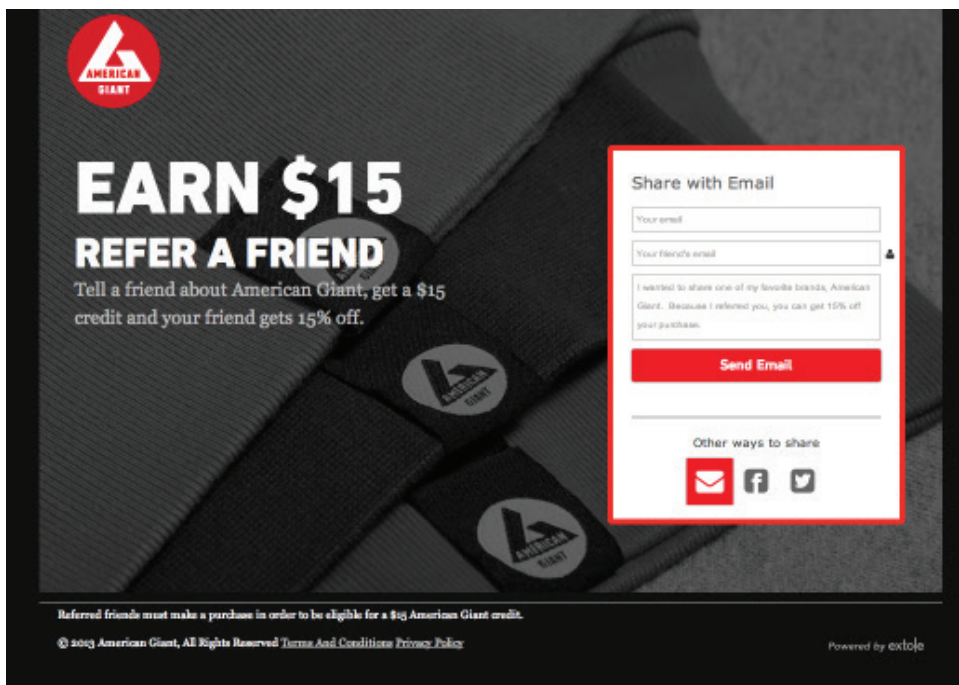 AMERICAN
GIANT
EARN $15
REFER A FRIEND
Tell a friend about American Giant, get a $15
credit and your friend gets 15% off.
AMERICAN
GIANT
AMERICAN
GIANT
Share with Email
Your email
Your friend's email
I wanted to share one of my favorite brands, American
Giant. Because I referred you, you can get 15% off
your purchase.
Send Email
Other ways to share
Referred friends must make a purchase in order to be eligible for a $15 American Giant credit.
© 2013 American Giant, All Rights Reserved Terms And Conditions Privacy Policy
Powered by extole